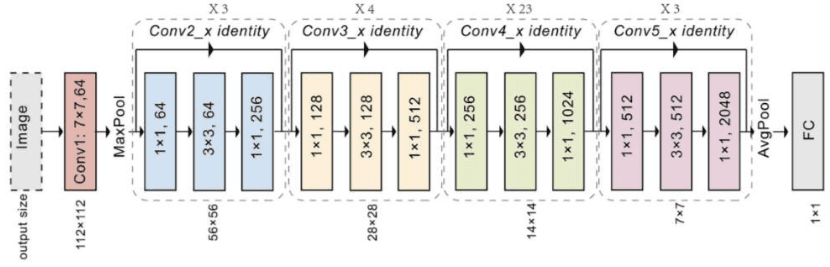 X 3
X 4
X 23
X 3
Conv2_x identity
Conv3_x identity
Conv4_x identity
Conv5_x identity
Image
Conv1: 7×7,64
MaxPool
1×1, 64
3×3, 64
1×1, 256
1×1, 128
3×3, 128
1×1, 512
1×1, 256
3×3, 256
1×1, 1024
1×1, 512
3×3, 512
1×1, 2048
AvgPool
FC
output size
112×112
56×56
28×28
14×14
7×7
1×1